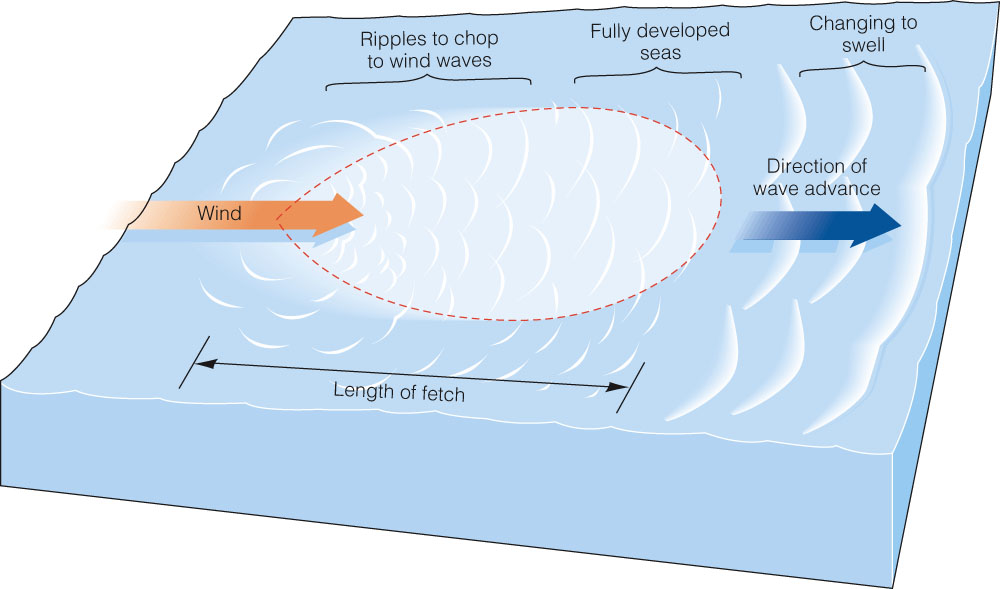 Ripples to chop
to wind waves
Fully developed
seas
Changing to
swell
Wind
Direction of
wave advance
Length of fetch